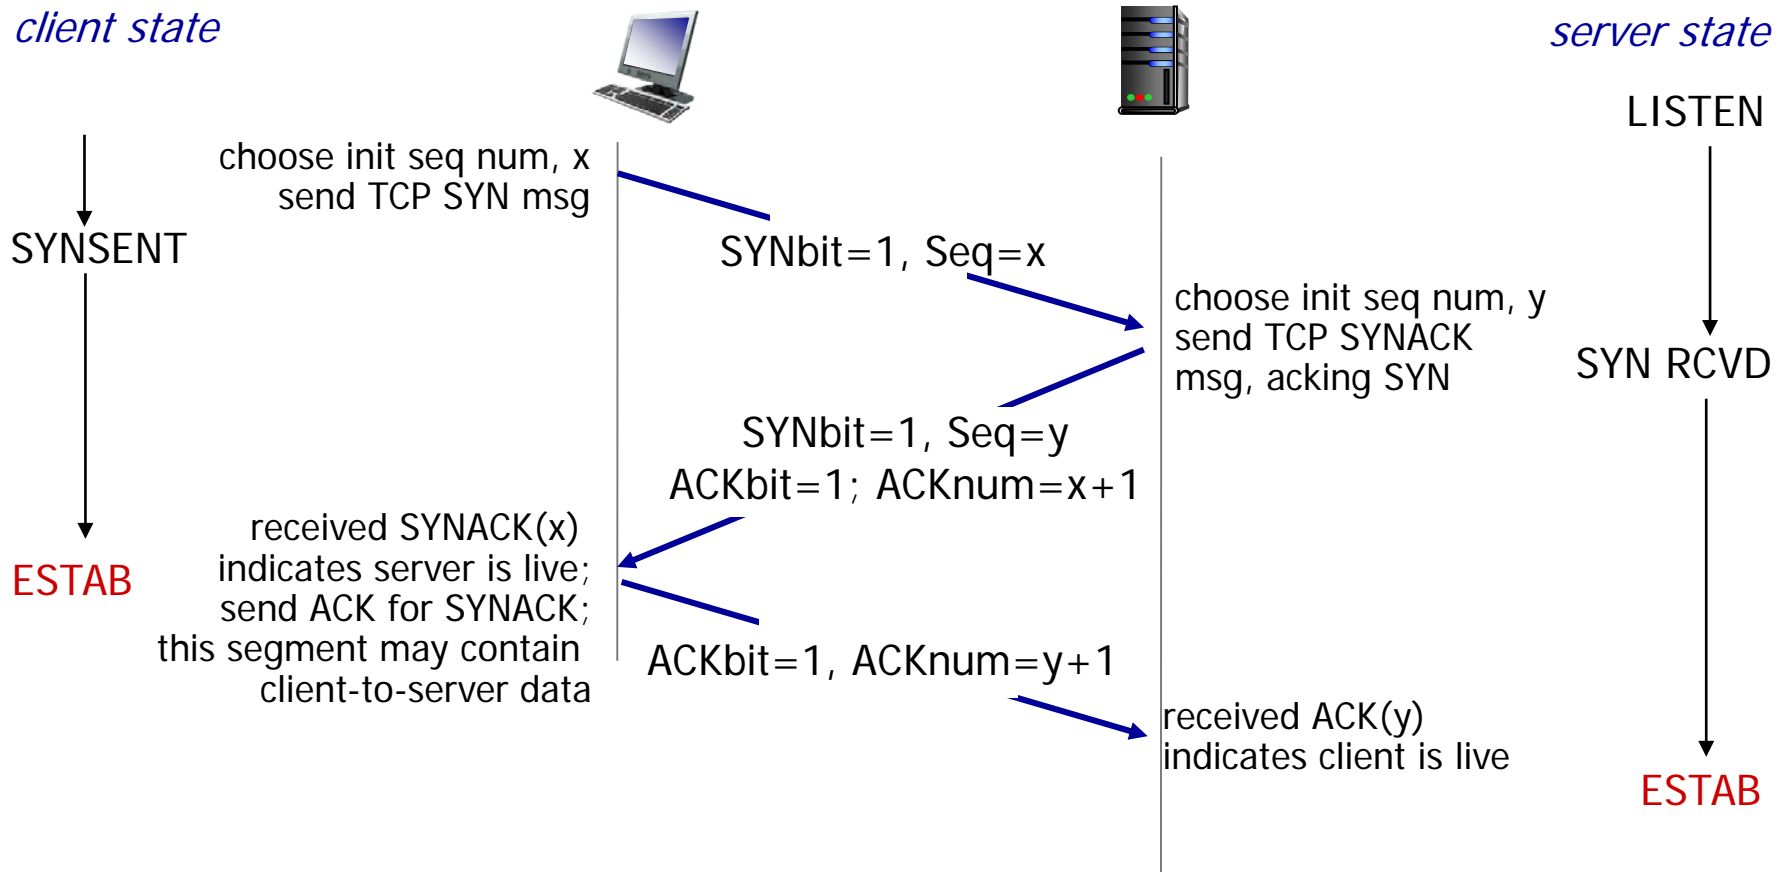 client state
server state
LISTEN
choose init seq num, x
send TCP SYN msg
SYNSENT
SYNbit=1, Seq=x
choose init seq num, y
send TCP SYNACK
msg, acking SYN
SYN RCVD
SYNbit=1, Seq=y
ACKbit=1; ACKnum=x+1
received SYNACK(x)
indicates server is live;
send ACK for SYNACK;
this segment may contain
client-to-server data
ESTAB
ACKbit=1, ACKnum=y+1
received ACK(y)
indicates client is live
ESTAB